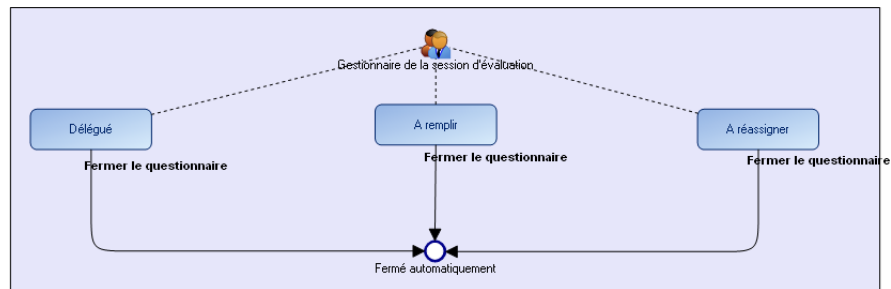 Gestionnaire de la session d'évaluation
Délégué
A remplir
A réassigner
Fermer le questionnaire
Fermer le questionnaire
Fermer le questionnaire
Fermé automatiquement